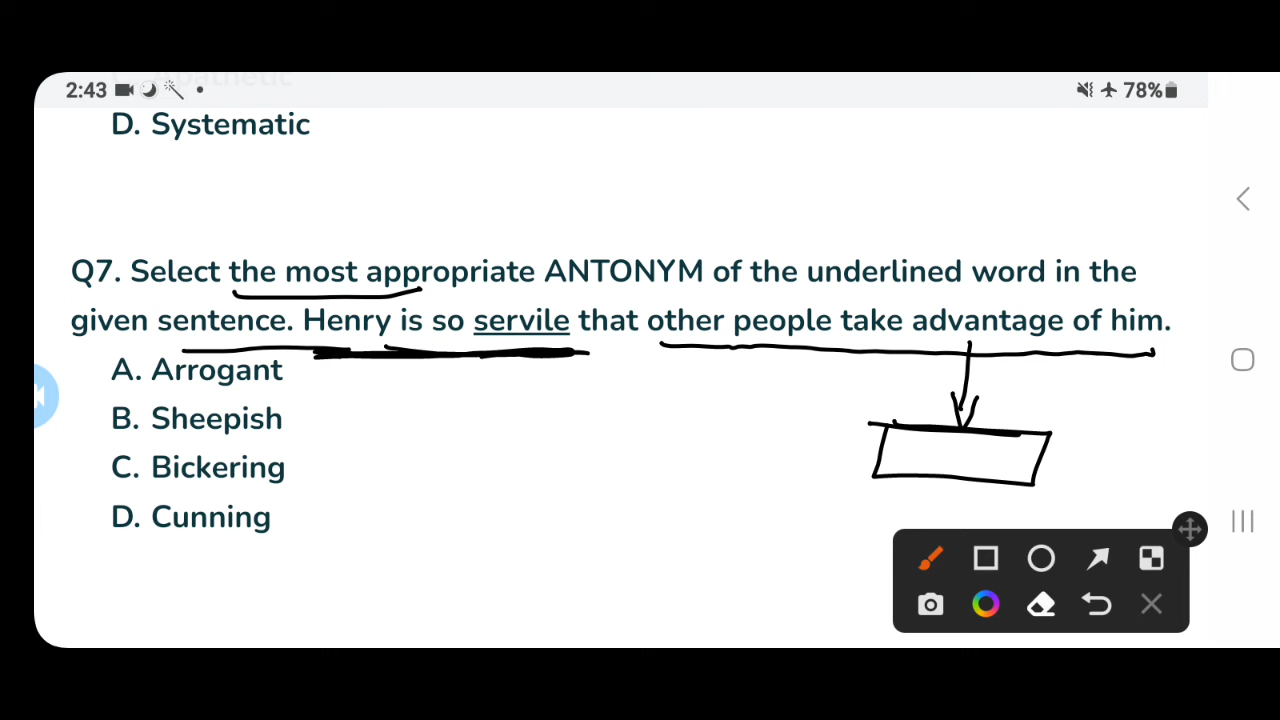 C. Apathetic
2:43 78%
D. Systematic
Q7. Select the most appropriate ANTONYM of the underlined word in the
given sentence. Henry is so servile that other people take advantage of him.
A. Arrogant
B. Sheepish
C. Bickering
D. Cunning